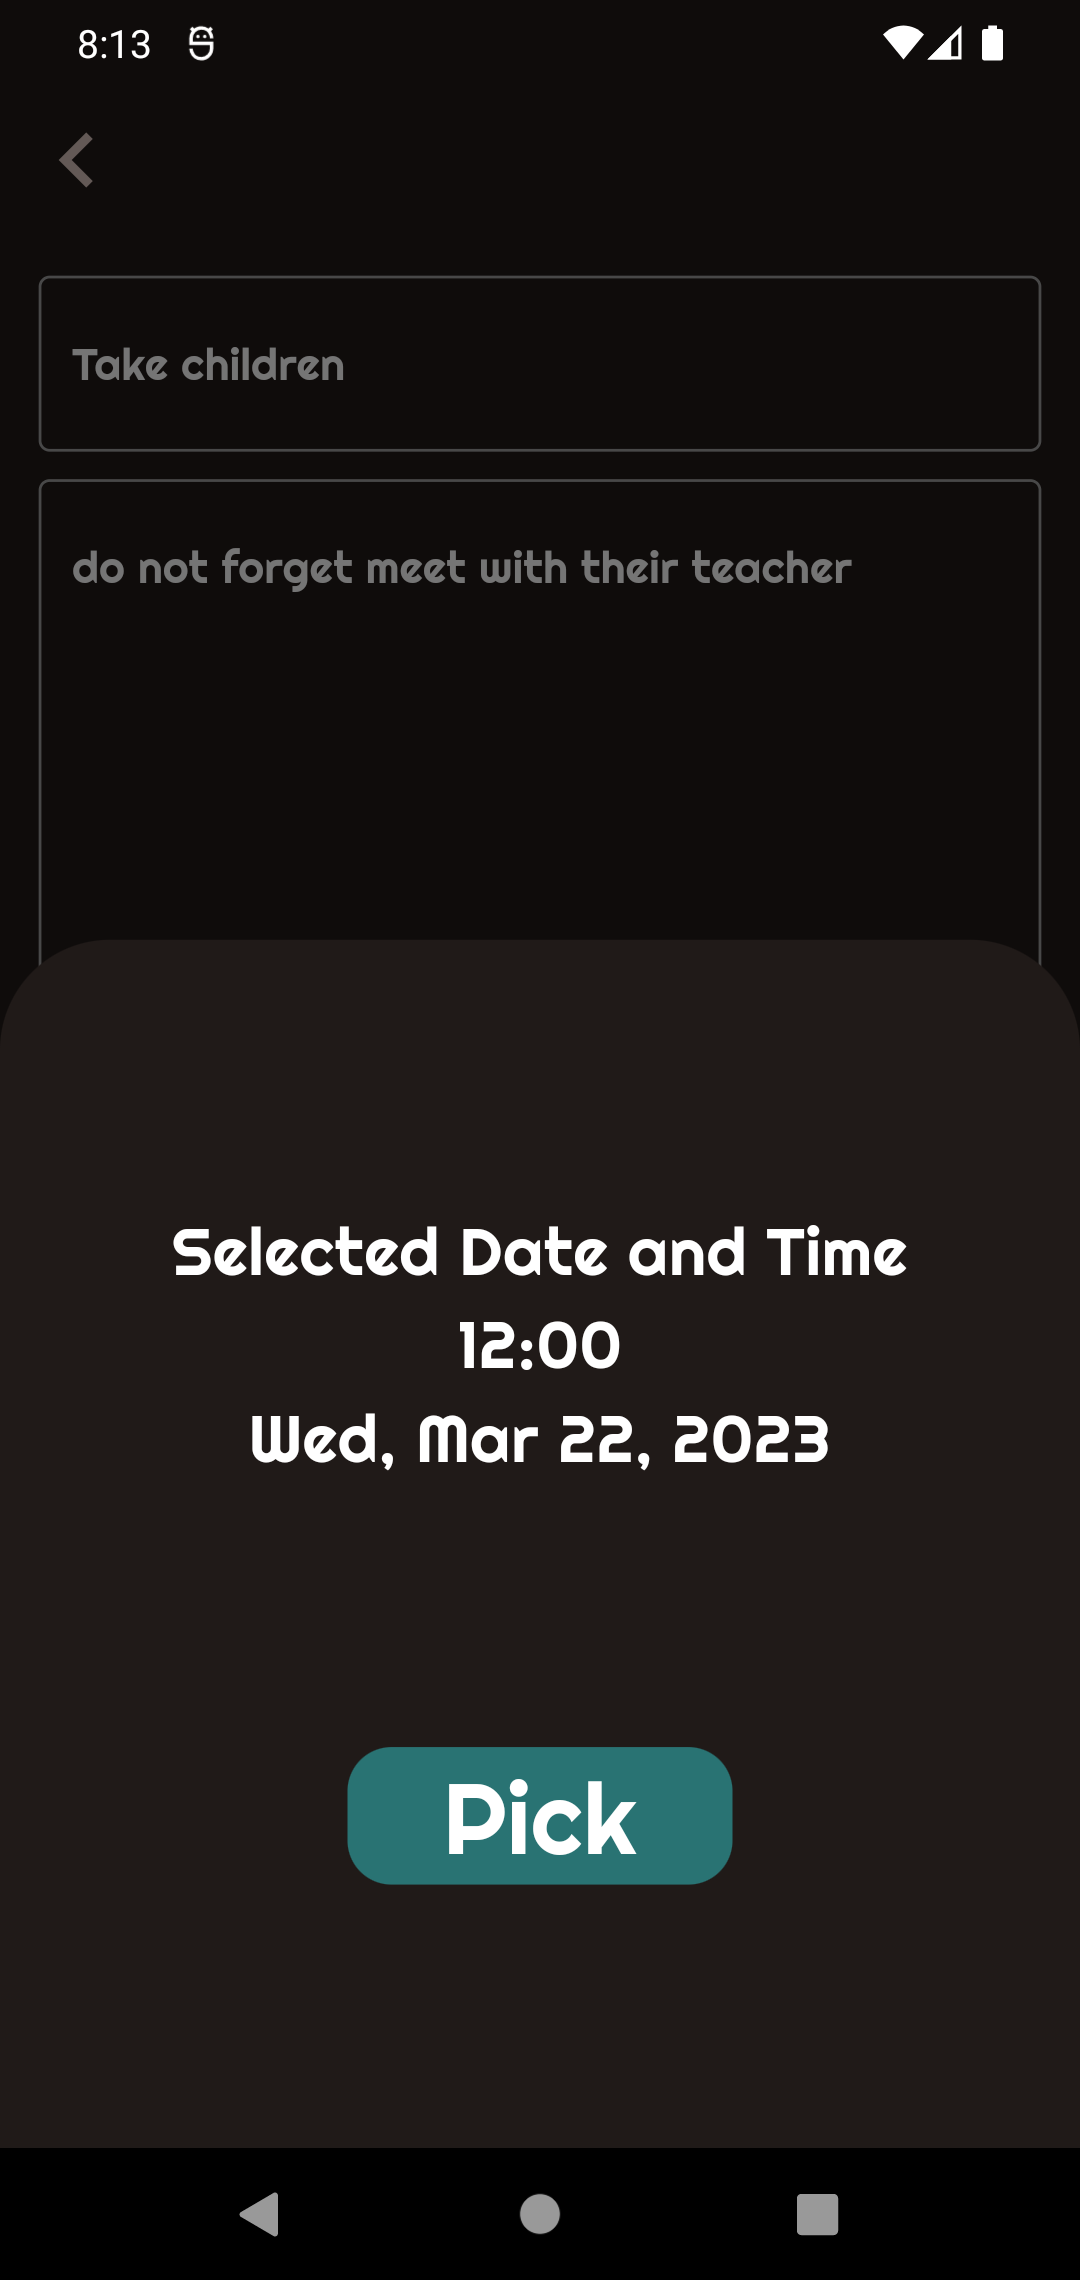 8:13
Take children
do not forget meet with their teacher
Selected Date and Time
12:00
Wed, Mar 22, 2023
Pick